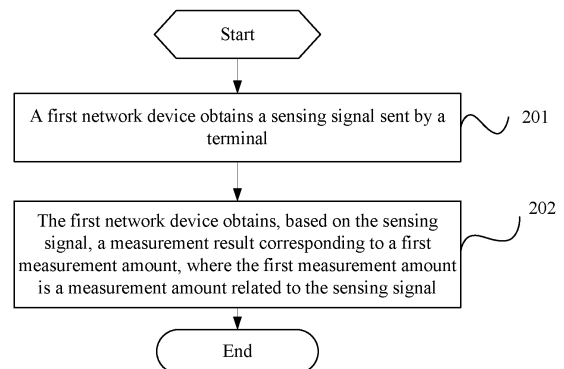 Start
A first network device obtains a sensing signal sent by a
terminal
201
202
The first network device obtains, based on the sensing
signal, a measurement result corresponding to a first
measurement amount, where the first measurement amount
is a measurement amount related to the sensing signal
End